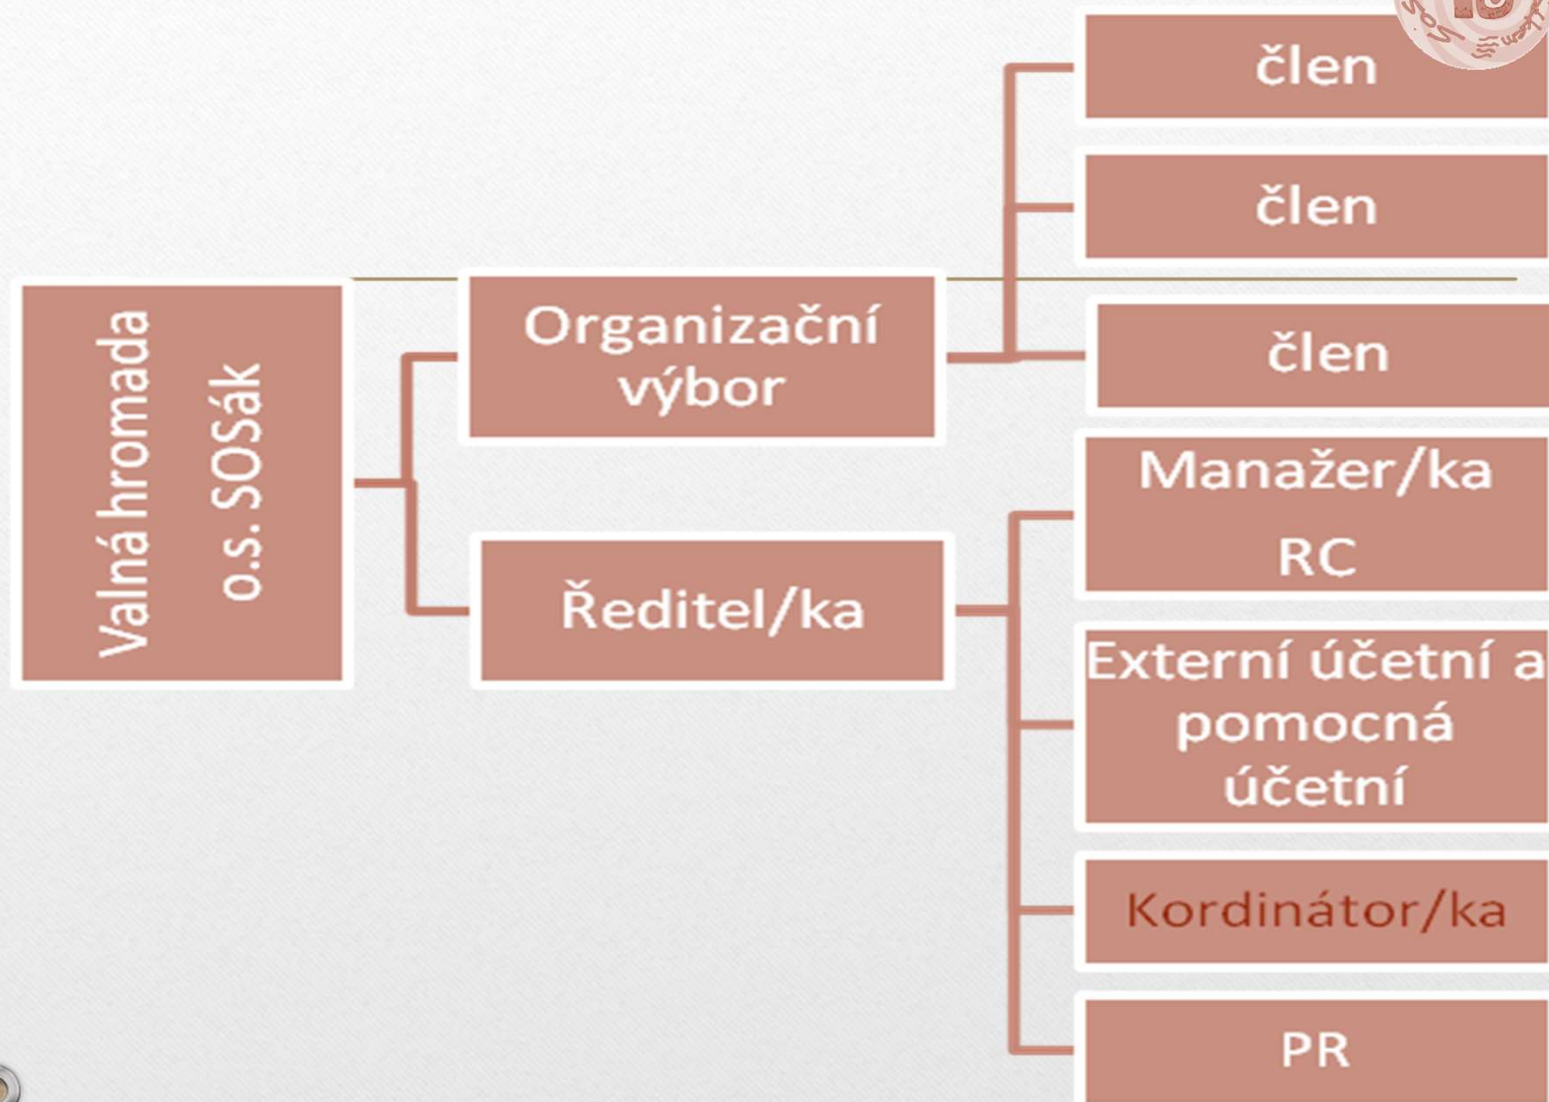 člen
člen
Valná hromada
o.s. SOSák
Organizační
výbor
člen
Ředitel/ka
Manažer/ka
RC
Externí účetní a
pomocná
účetní
Kordinátor/ka
PR